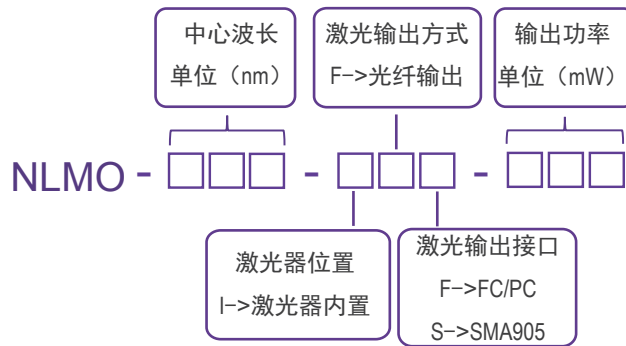 中心波长
单位（nm）
激光输出方式
F->光纤输出
输出功率
单位（mW）
NLMO - □□□ - □□□ - □□□
激光器位置
I->激光器内置
激光输出接口
F->FC/PC
S->SMA905